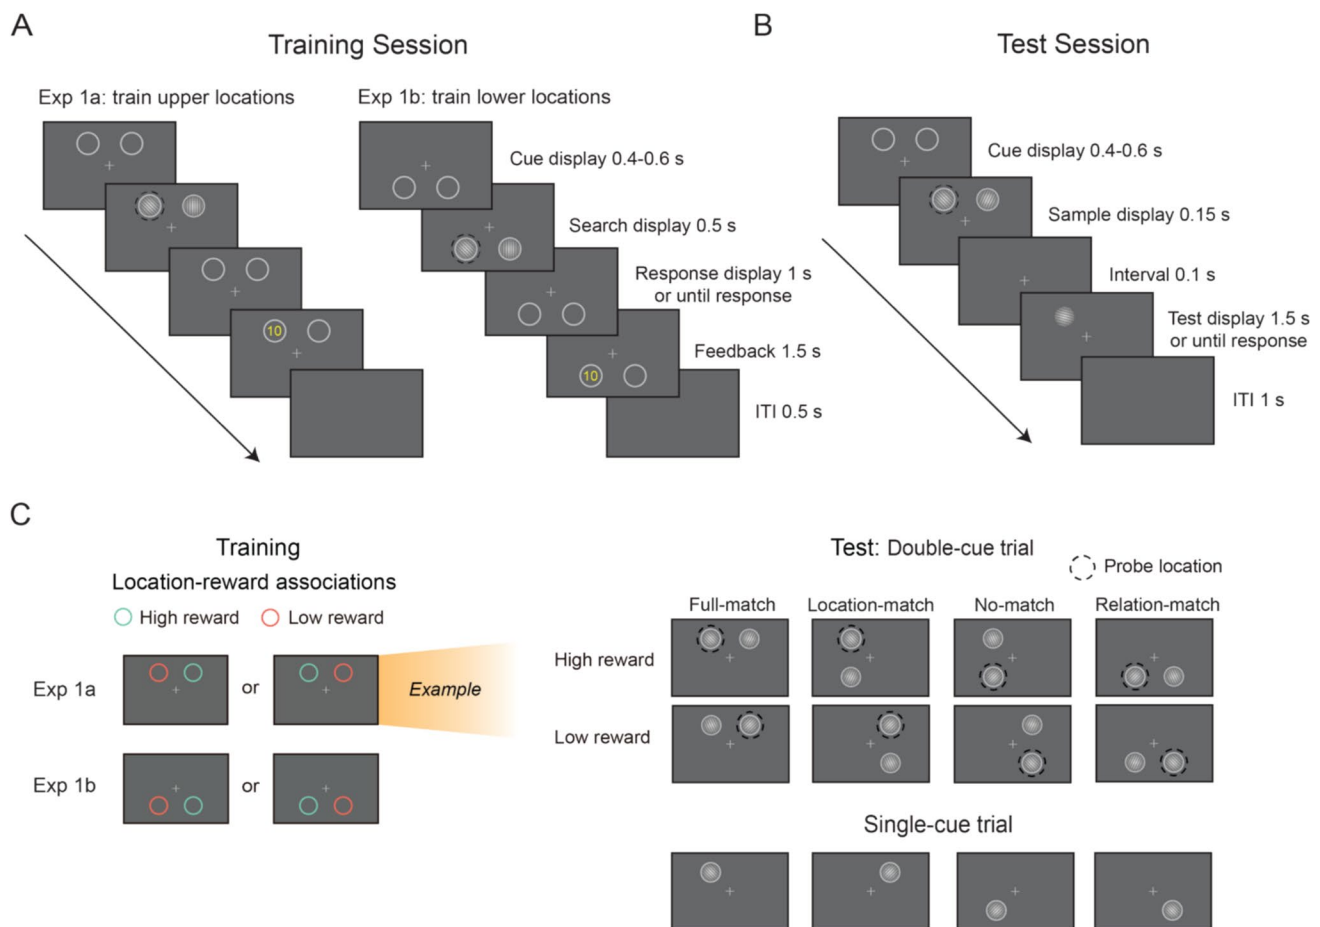 A
Training Session
Exp 1a: train upper locations
Exp 1b: train lower locations
Cue display 0.4-0.6 s
Search display 0.5 s
Response display 1 s
or until response
10
10
Feedback 1.5 s
ITI 0.5 s
B
Test Session
Cue display 0.4-0.6 s
Sample display 0.15 s
Interval 0.1 s
Test display 1.5 s
or until response
ITI 1 s
C
Training
Location-reward associations
High reward
Low reward
Exp 1a
or
Example
Exp 1b
or
Test: Double-cue trial
Probe location
Full-match
Location-match
No-match
Relation-match
High reward
Low reward
Single-cue trial